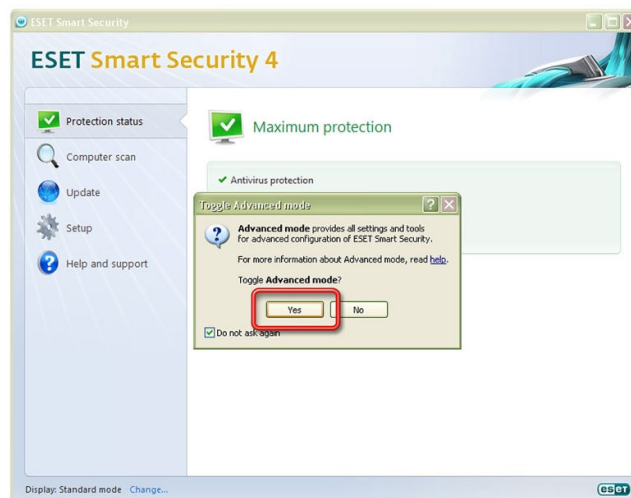 ESET Smart Security
ESET Smart Security 4
Protection status
Maximum protection
Computer scan
Antivirus protection
Update
Toggle Advanced mode
Advanced mode provides all settings and tools
for advanced configuration of ESET Smart Security.
Setup
For more information about Advanced mode, read help.
Help and support
Toggle Advanced mode?
Yes
No
Do not ask again
Display: Standard mode Change...
eset